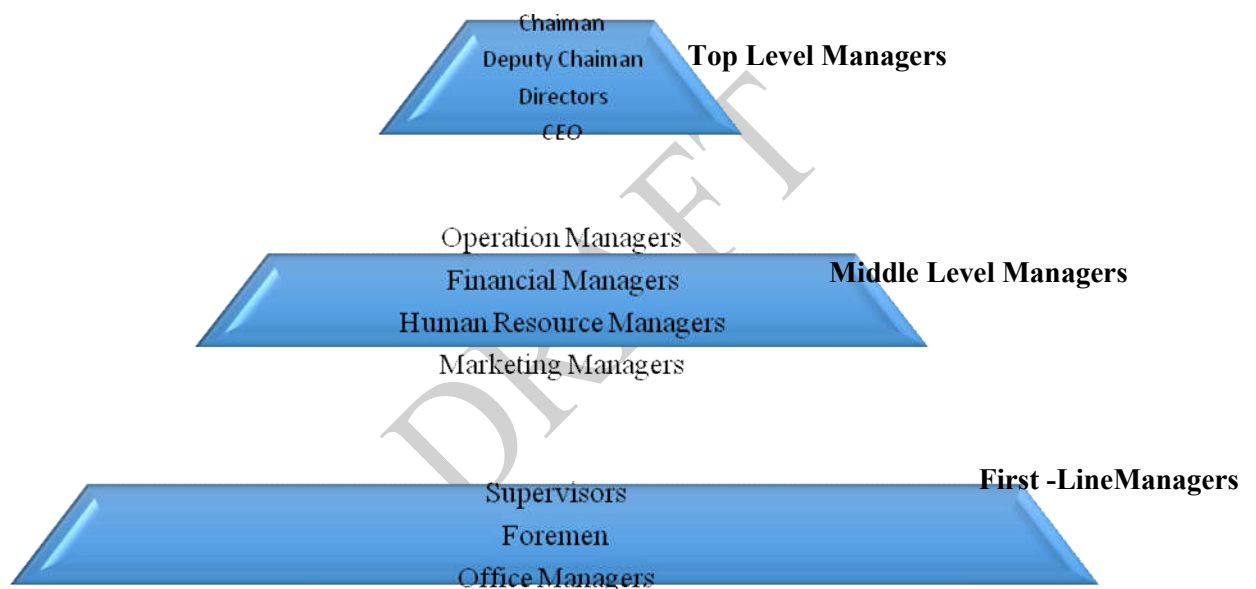 Chaiman
Deputy Chaiman
Top Level Managers
Directors
CEO
Operation Managers
Financial Managers
Middle Level Managers
Human Resource Managers
Marketing Managers
First -LineManagers
Supervisors
Foremen
Office Managers
DRAFT